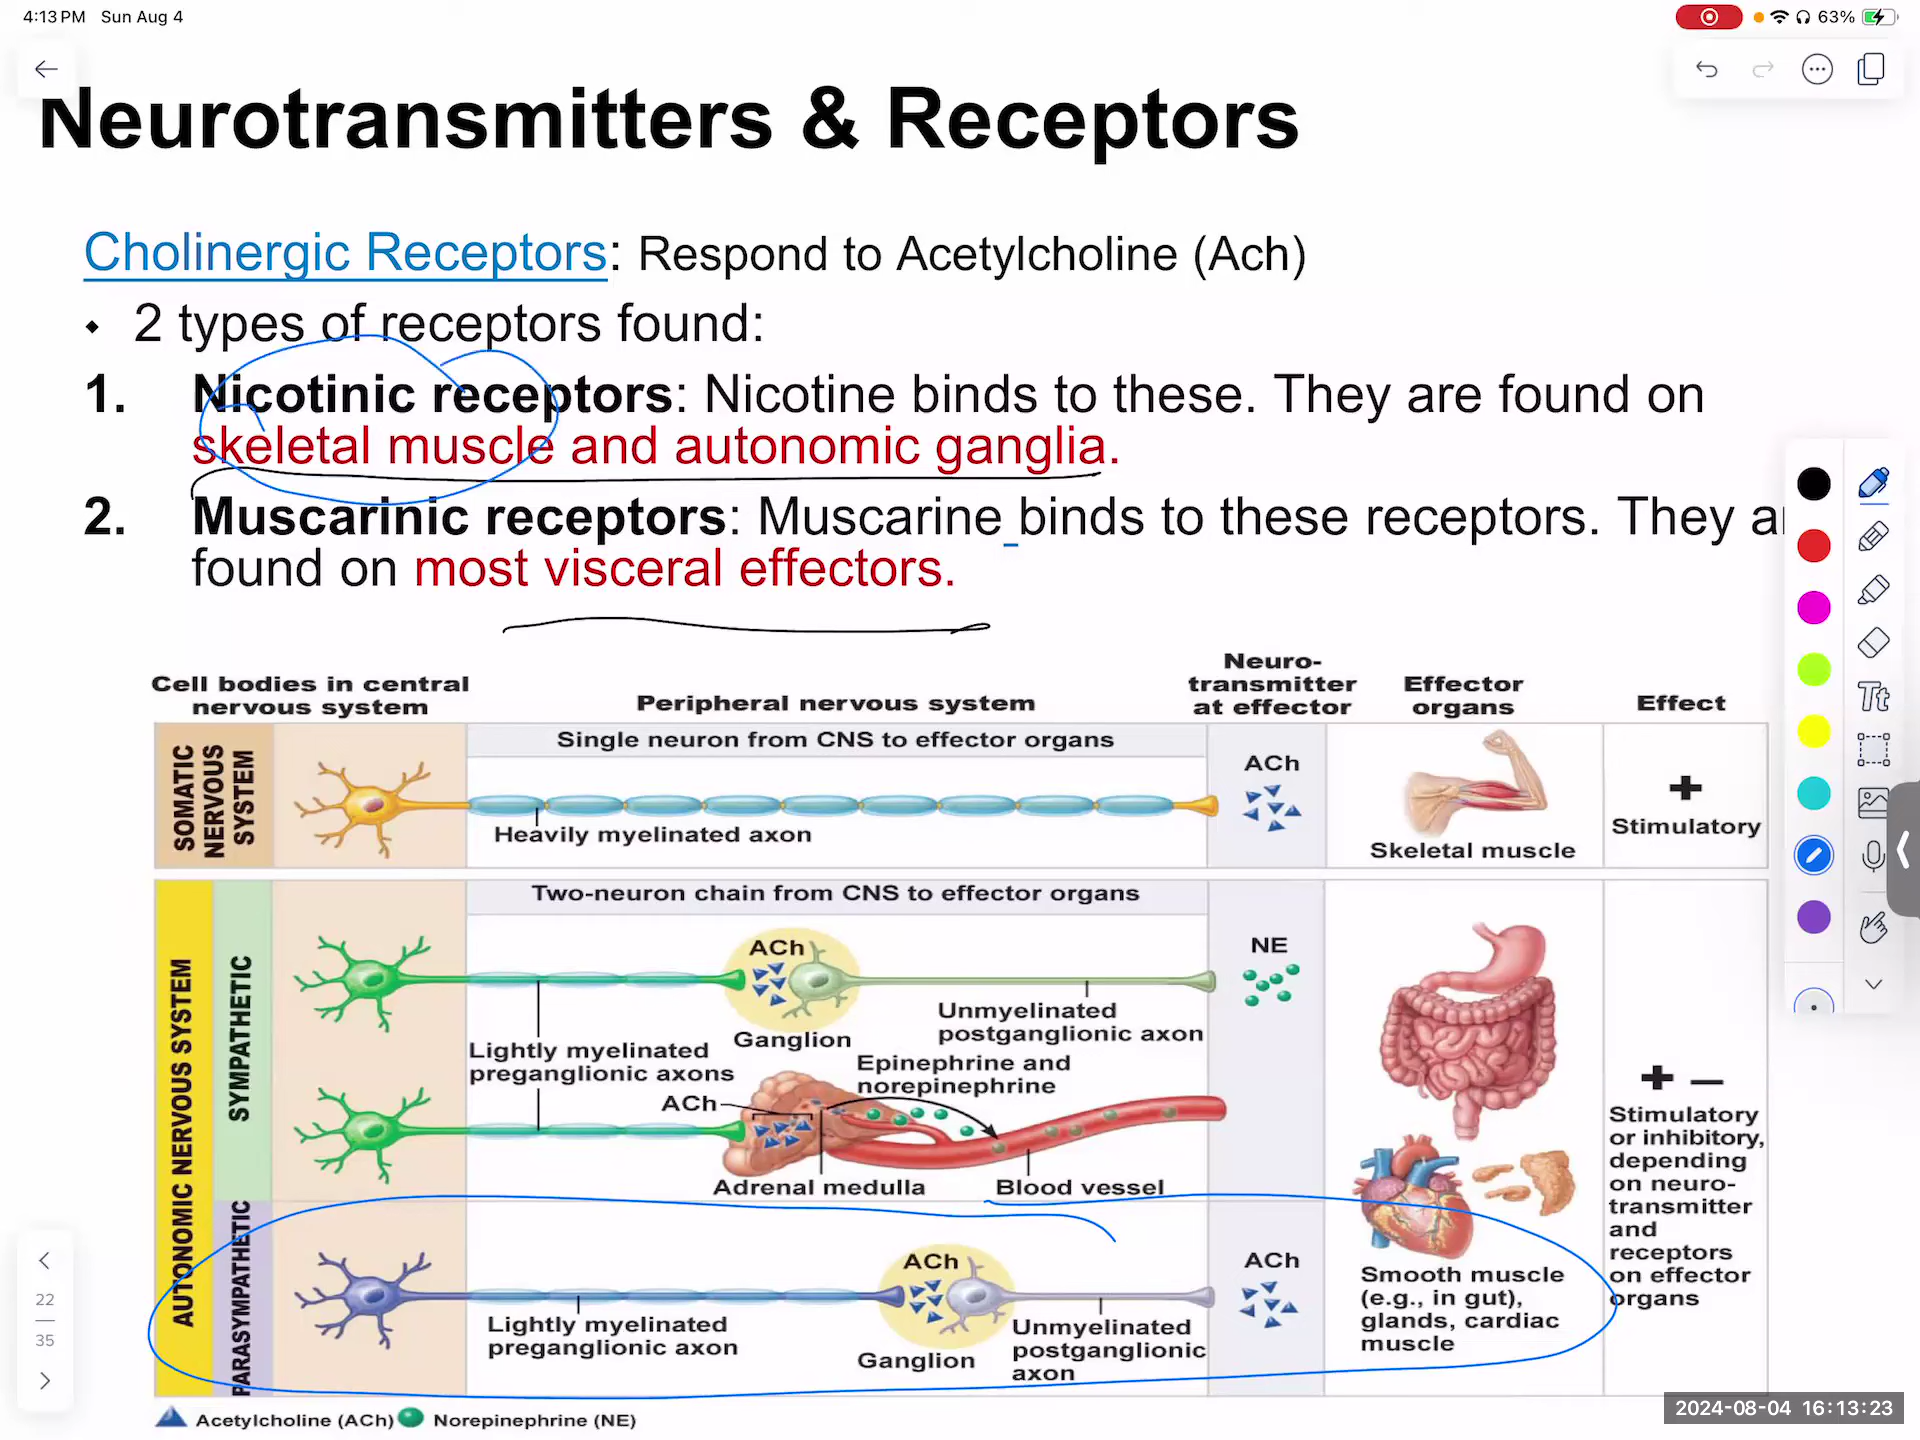 4:13 PM Sun Aug 4
63%
Neurotransmitters & Receptors
Cholinergic Receptors: Respond to Acetylcholine (Ach)
• 2 types of receptors found:
1. Nicotinic receptors: Nicotine binds to these. They are found on
skeletal muscle and autonomic ganglia.
2. Muscarinic receptors: Muscarine binds to these receptors. They
found on most visceral effectors.
Cell bodies in central
nervous system
Peripheral nervous system
Neuro-
transmitter
at effector
Effector
organs
Effect
SOMATIC
NERVOUS
SYSTEM
Single neuron from CNS to effector organs
Heavily myelinated axon
ACh
Skeletal muscle
+
Stimulatory
AUTONOMIC NERVOUS SYSTEM
SYMPATHETIC
Two-neuron chain from CNS to effector organs
ACh
Ganglion
Unmyelinated
postganglionic axon
NE
Lightly myelinated
preganglionic axons
Epinephrine and
norepinephrine
ACh
Adrenal medulla
Blood vessel
+ −
Stimulatory
or inhibitory,
depending
on neuro-
transmitter
and
receptors
on effector
organs
PARASYMPATHETIC
ACh
Lightly myelinated
preganglionic axon
Ganglion
Unmyelinated
postganglionic
axon
ACh
Smooth muscle
(e.g., in gut),
glands, cardiac
muscle
Acetylcholine (ACh) Norepinephrine (NE)
22
35
Tt
2024-08-04 16:13:23